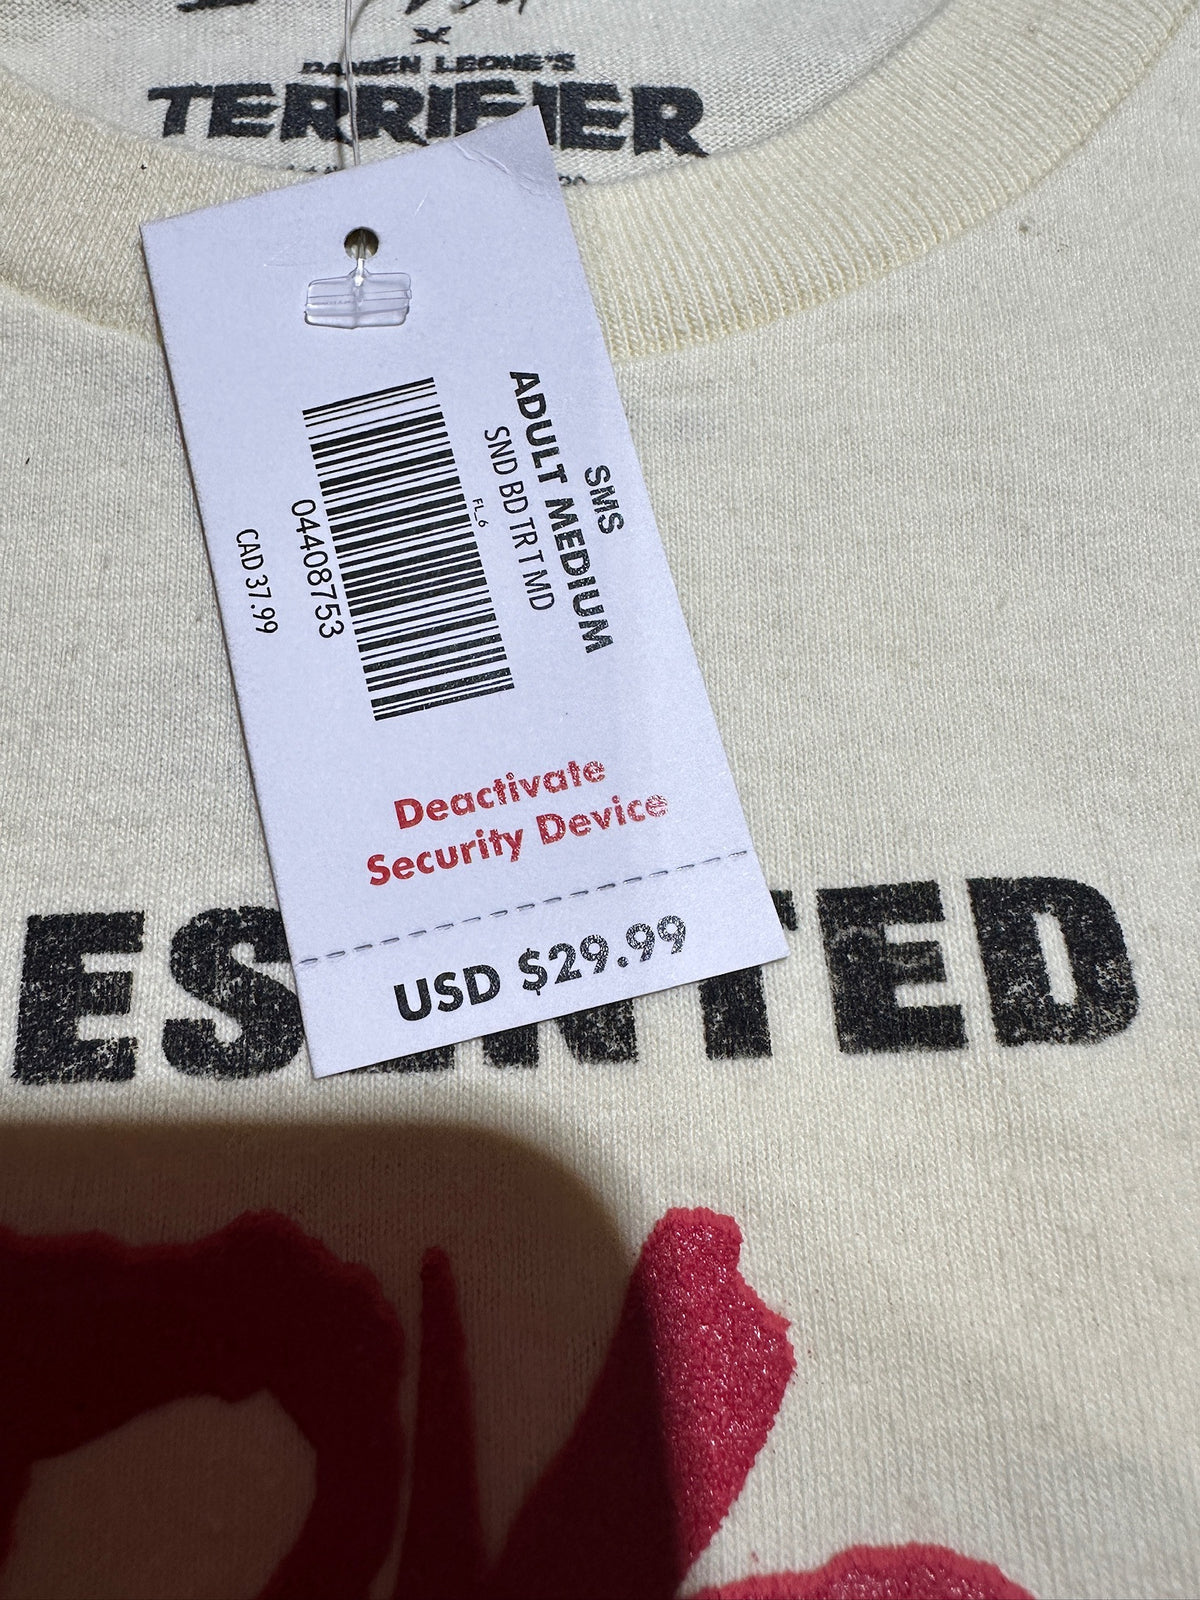 x
DAMIEN LEONE'S
TERRIFIER
SMS
ADULT MEDIUM
SND BD TR T MD
FL_6
04408753
CAD 37.99
Deactivate
Security Device
USD $29.99